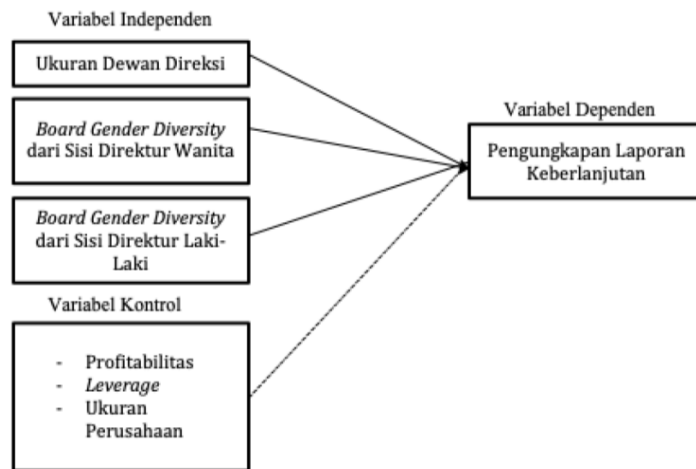 Variabel Independen
Ukuran Dewan Direksi
Board Gender Diversity
dari Sisi Direktur Wanita
Board Gender Diversity
dari Sisi Direktur Laki-
Laki
Variabel Kontrol
- Profitabilitas
- Leverage
- Ukuran
Perusahaan
Variabel Dependen
Pengungkapan Laporan
Keberlanjutan